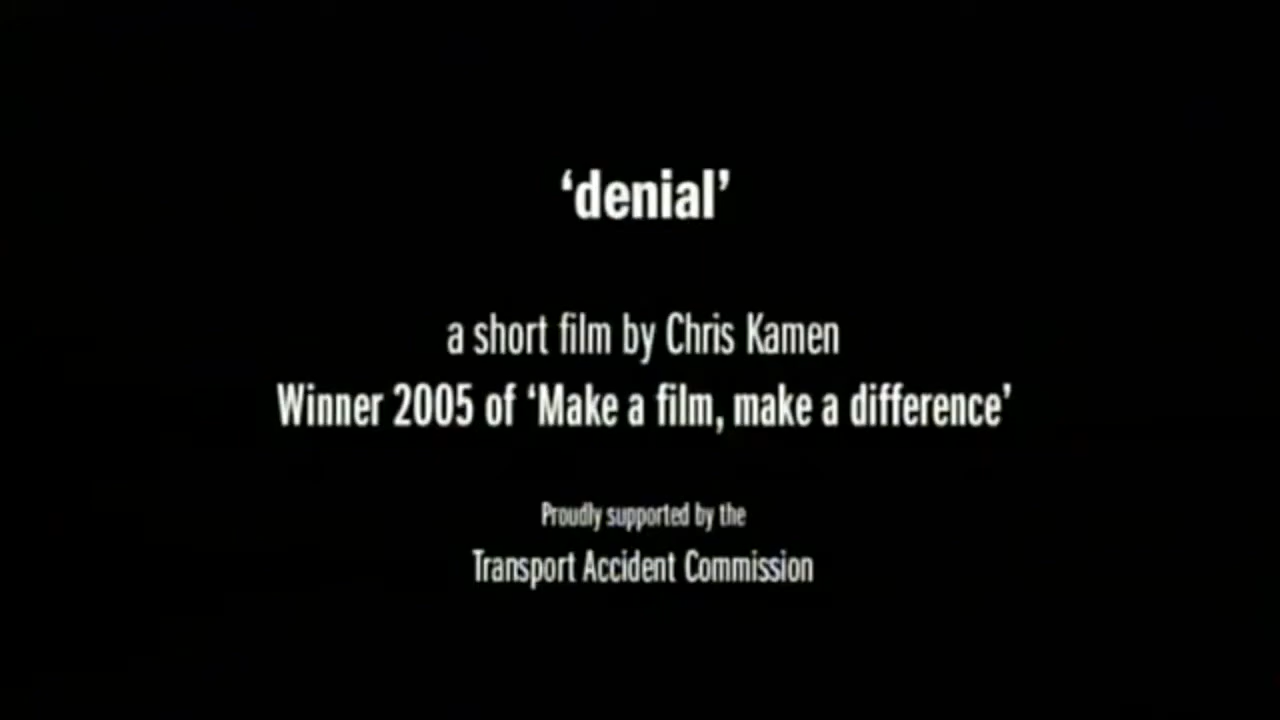 ‘denial’
a short film by Chris Kamen
Winner 2005 of ‘Make a film, make a difference’
Proudly supported by the
Transport Accident Commission